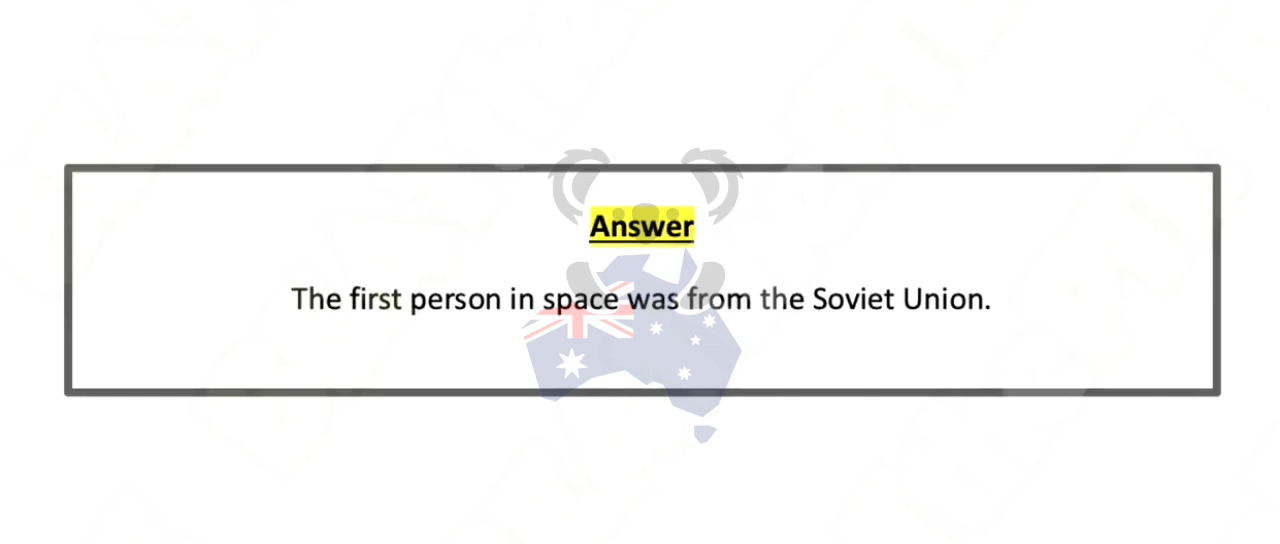 Answer
The first person in space was from the Soviet Union.